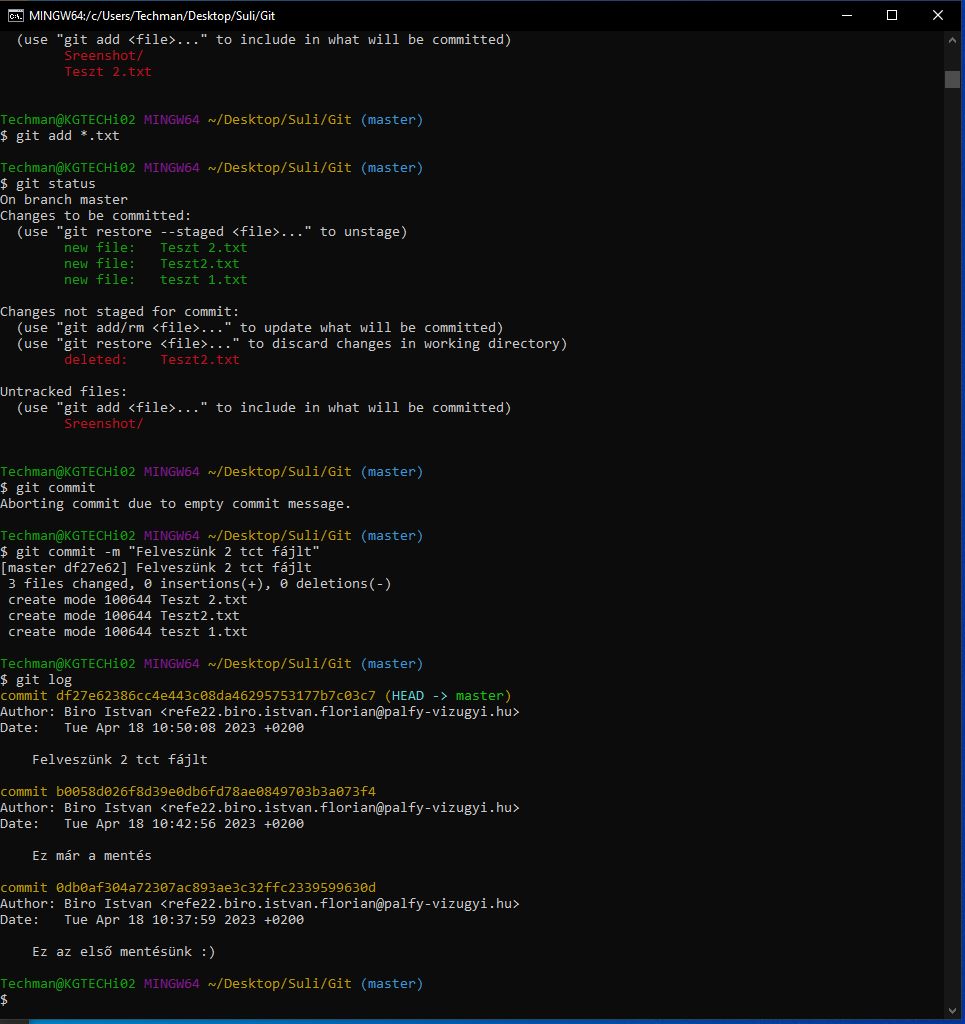 MINGW64:/c/Users/Techman/Desktop/Suli/Git
(use "git add <file>..." to include in what will be committed)
Sreenshot/
Teszt 2.txt
Techman@KGTECHi02 MINGW64 ~/Desktop/Suli/Git (master)
$ git add *.txt
Techman@KGTECHi02 MINGW64 ~/Desktop/Suli/Git (master)
$ git status
On branch master
Changes to be committed:
(use "git restore --staged <file>..." to unstage)
new file:   Teszt 2.txt
new file:   Teszt2.txt
new file:   teszt 1.txt
Changes not staged for commit:
(use "git add/rm <file>..." to update what will be committed)
(use "git restore <file>..." to discard changes in working directory)
deleted:    Teszt2.txt
Untracked files:
(use "git add <file>..." to include in what will be committed)
Sreenshot/
Techman@KGTECHi02 MINGW64 ~/Desktop/Suli/Git (master)
$ git commit
Aborting commit due to empty commit message.
Techman@KGTECHi02 MINGW64 ~/Desktop/Suli/Git (master)
$ git commit -m "Felveszünk 2 tct fájlt"
[master df27e62] Felveszünk 2 tct fájlt
3 files changed, 0 insertions(+), 0 deletions(-)
create mode 100644 Teszt 2.txt
create mode 100644 Teszt2.txt
create mode 100644 teszt 1.txt
Techman@KGTECHi02 MINGW64 ~/Desktop/Suli/Git (master)
$ git log
commit df27e62386cc4e443c08da46295753177b7c03c7 (HEAD -> master)
Author: Biro Istvan <refe22.biro.istvan.florian@palfy-vizugyi.hu>
Date:   Tue Apr 18 10:50:08 2023 +0200
Felveszünk 2 tct fájlt
commit b0058d026f8d39e0db6fd78ae0849703b3a073f4
Author: Biro Istvan <refe22.biro.istvan.florian@palfy-vizugyi.hu>
Date:   Tue Apr 18 10:42:56 2023 +0200
Ez már a mentés
commit 0db0af304a72307ac893ae3c32ffc2339599630d
Author: Biro Istvan <refe22.biro.istvan.florian@palfy-vizugyi.hu>
Date:   Tue Apr 18 10:37:59 2023 +0200
Ez az első mentésünk :)
Techman@KGTECHi02 MINGW64 ~/Desktop/Suli/Git (master)
$